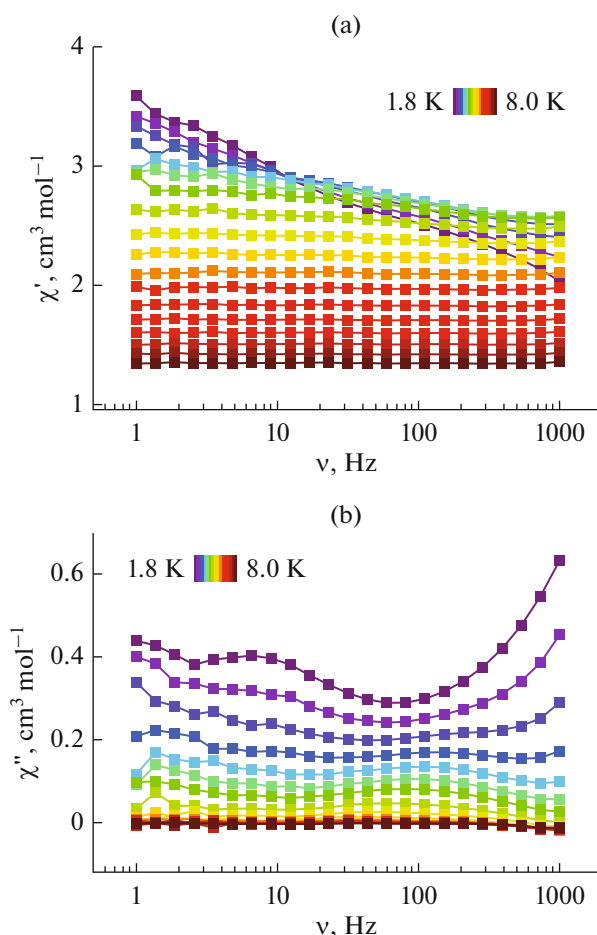 (a)
4
1.8 K 8.0 K
3
χ′, cm³ mol⁻¹
2
1
1 10 100 1000
ν, Hz
(b)
1.8 K 8.0 K
0.6
0.4
χ″, cm³ mol⁻¹
0.2
0
1 10 100 1000
ν, Hz